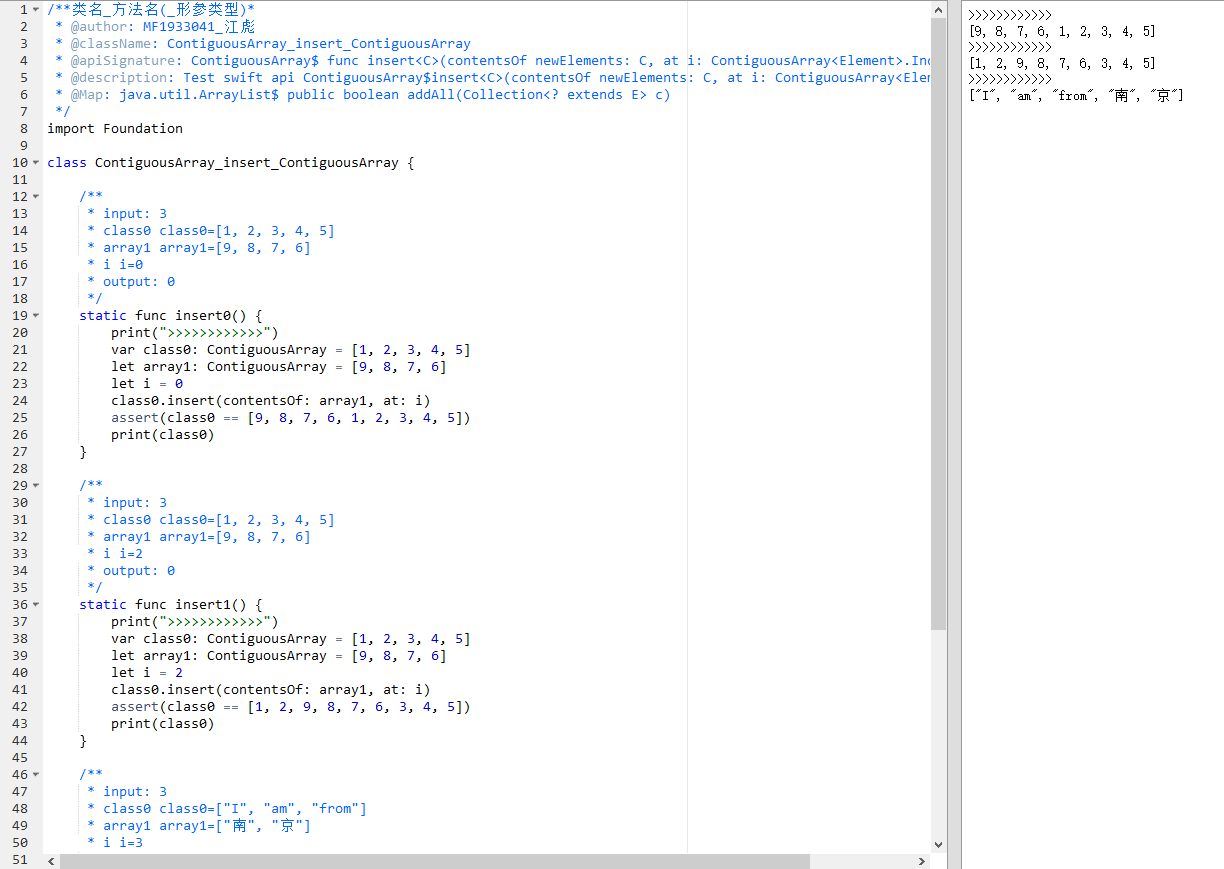 1 /**类名_方法名(_形参类型)*
2 * @author: MF1933041_江彪
3 * @className: ContiguousArray_insert_ContiguousArray
4 * @apiSignature: ContiguousArray$ func insert<C>(contentsOf newElements: C, at i: ContiguousArray<Element>.Ind
5 * @description: Test swift api ContiguousArray$insert<C>(contentsOf newElements: C, at i: ContiguousArray<Elem
6 * @Map: java.util.ArrayList$ public boolean addAll(Collection<? extends E> c)
7 */
8 import Foundation
9
10 class ContiguousArray_insert_ContiguousArray {
11
12 /**
13 * input: 3
14 * class0 class0=[1, 2, 3, 4, 5]
15 * array1 array1=[9, 8, 7, 6]
16 * i i=0
17 * output: 0
18 */
19 static func insert0() {
20 print(">>>>>>>>>>>>")
21 var class0: ContiguousArray = [1, 2, 3, 4, 5]
22 let array1: ContiguousArray = [9, 8, 7, 6]
23 let i = 0
24 class0.insert(contentsOf: array1, at: i)
25 assert(class0 == [9, 8, 7, 6, 1, 2, 3, 4, 5])
26 print(class0)
27 }
28
29 /**
30 * input: 3
31 * class0 class0=[1, 2, 3, 4, 5]
32 * array1 array1=[9, 8, 7, 6]
33 * i i=2
34 * output: 0
35 */
36 static func insert1() {
37 print(">>>>>>>>>>>>")
38 var class0: ContiguousArray = [1, 2, 3, 4, 5]
39 let array1: ContiguousArray = [9, 8, 7, 6]
40 let i = 2
41 class0.insert(contentsOf: array1, at: i)
42 assert(class0 == [1, 2, 9, 8, 7, 6, 3, 4, 5])
43 print(class0)
44 }
45
46 /**
47 * input: 3
48 * class0 class0=["I", "am", "from"]
49 * array1 array1=["南", "京"]
50 * i i=3
51
>>>>>>>>>>>>
[9, 8, 7, 6, 1, 2, 3, 4, 5]
>>>>>>>>>>>>
[1, 2, 9, 8, 7, 6, 3, 4, 5]
>>>>>>>>>>>>
["I", "am", "from", "南", "京"]